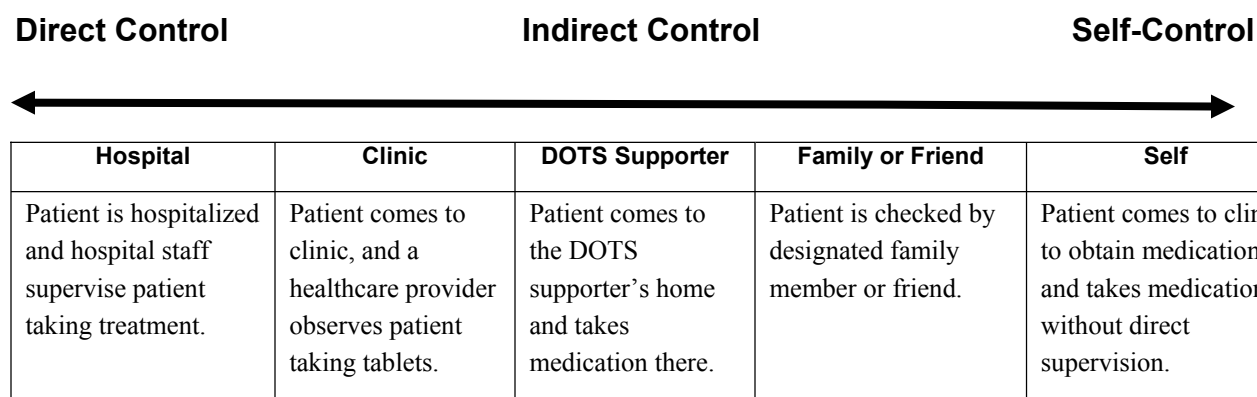 Direct Control Indirect Control Self-Control
Hospital Clinic DOTS Supporter Family or Friend Self
Patient is hospitalized
and hospital staff
supervise patient
taking treatment.
Patient comes to
clinic, and a
healthcare provider
observes patient
taking tablets.
Patient comes to
the DOTS
supporter’s home
and takes
medication there.
Patient is checked by
designated family
member or friend.
Patient comes to clin
to obtain medication
and takes medication
without direct
supervision.